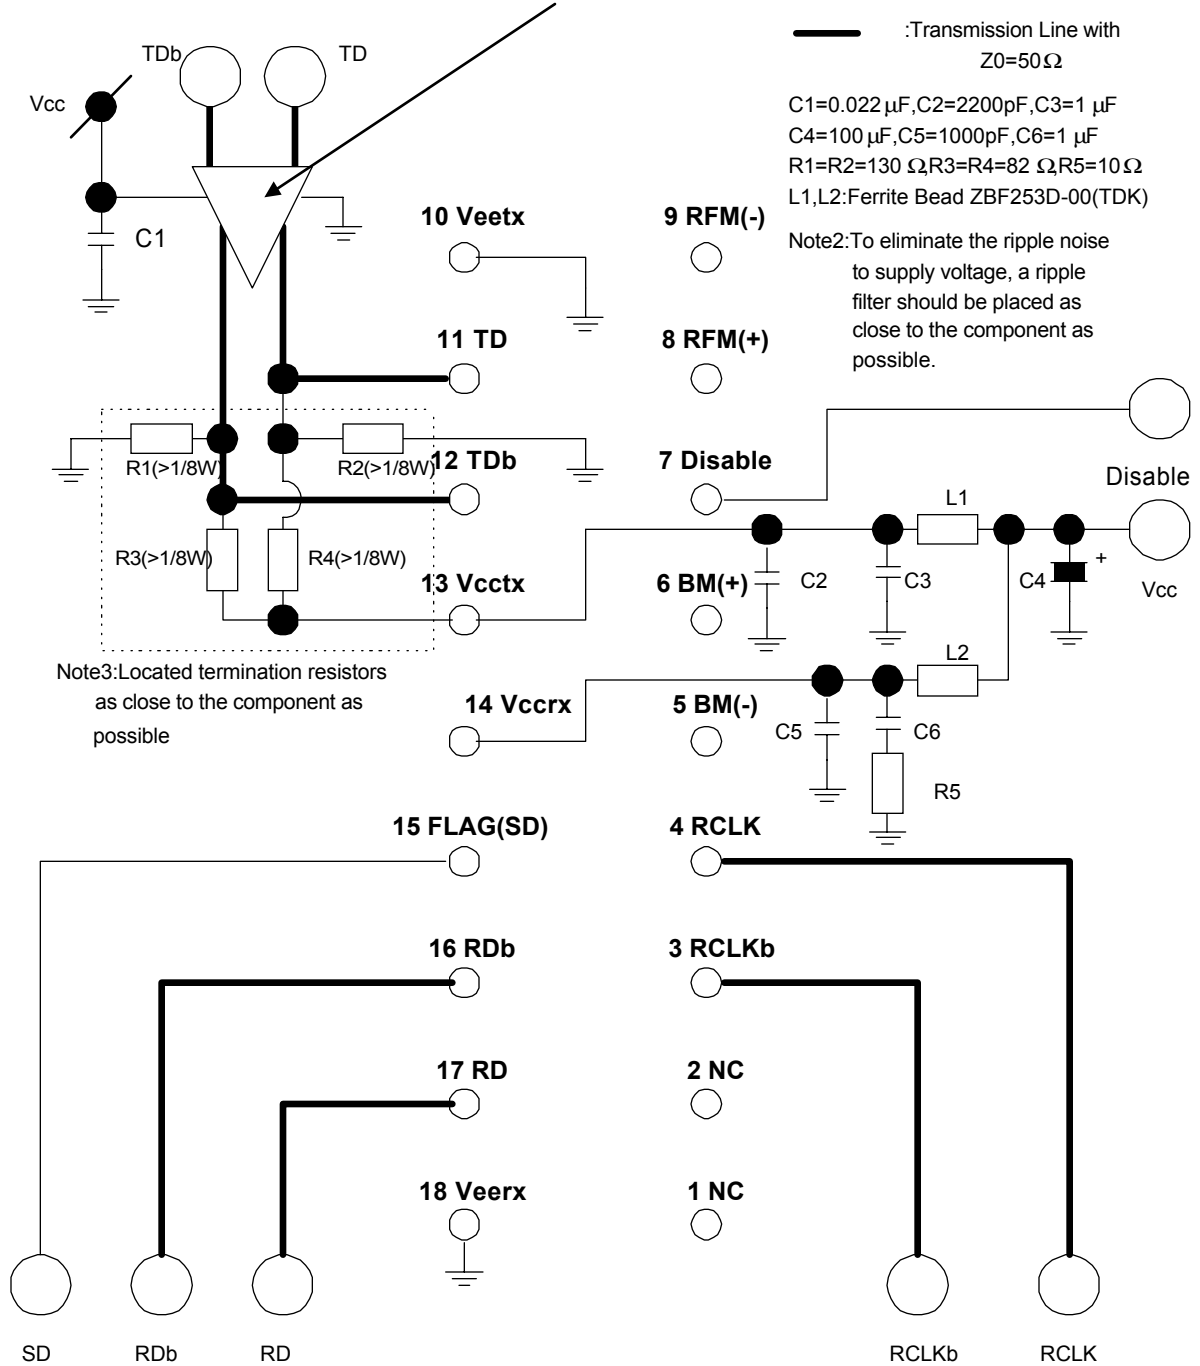 :Transmission Line with
Z0=50Ω
TDb
TD
Vcc
C1=0.022 μF,C2=2200pF,C3=1 μF
C4=100 μF,C5=1000pF,C6=1 μF
R1=R2=130 Ω,R3=R4=82 Ω,R5=10Ω
L1,L2:Ferrite Bead ZBF253D-00(TDK)
C1
10 Veetx
9 RFM(-)
Note2:To eliminate the ripple noise
to supply voltage, a ripple
filter should be placed as
close to the component as
possible.
11 TD
8 RFM(+)
R1(>1/8W)
R2(>1/8W)
12 TDb
7 Disable
Disable
L1
R3(>1/8W)
R4(>1/8W)
13 Vcctx
6 BM(+)
C2
C3
C4
+
Vcc
L2
Note3:Located termination resistors
as close to the component as
possible
14 Vccrx
5 BM(-)
C5
C6
R5
15 FLAG(SD)
4 RCLK
16 RDb
3 RCLKb
17 RD
2 NC
18 Veerx
1 NC
SD
RDb
RD
RCLKb
RCLK